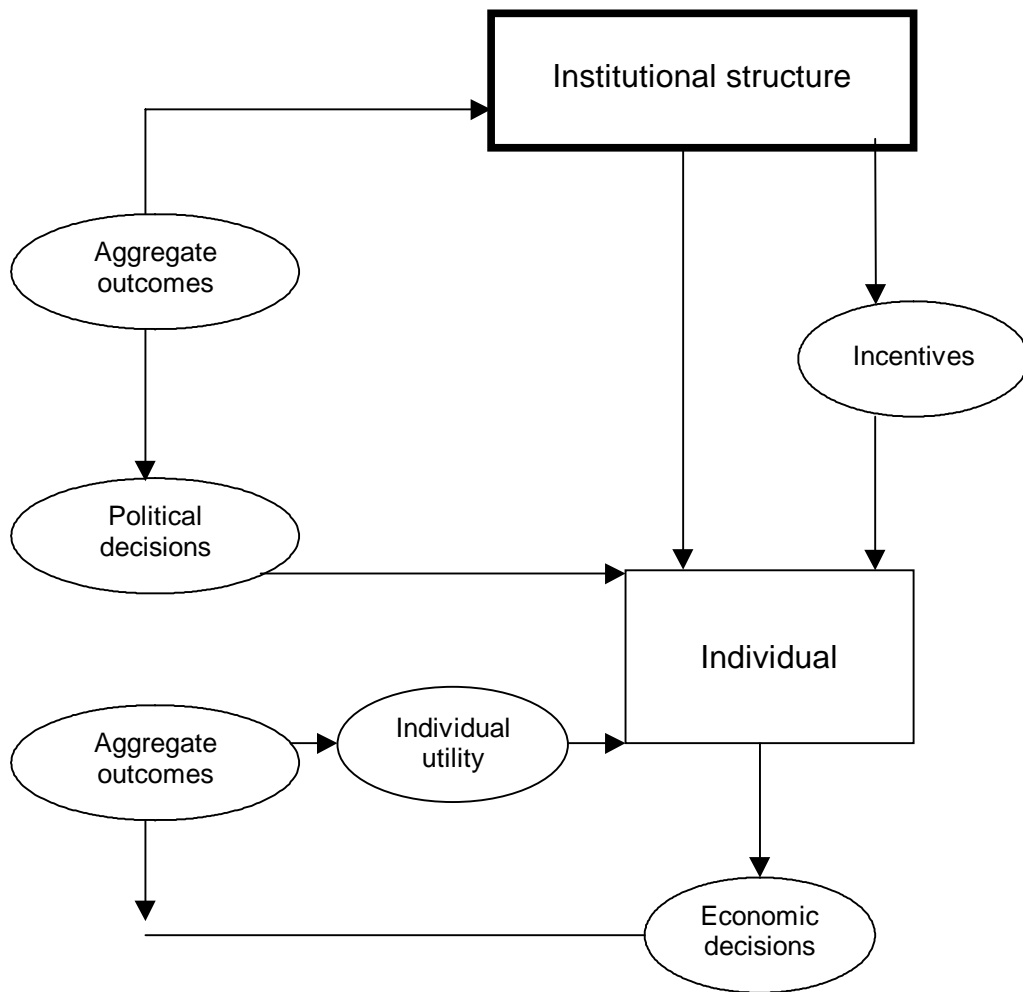 Institutional structure
Aggregate
outcomes
Incentives
Political
decisions
Individual
Aggregate
outcomes
Individual
utility
Economic
decisions